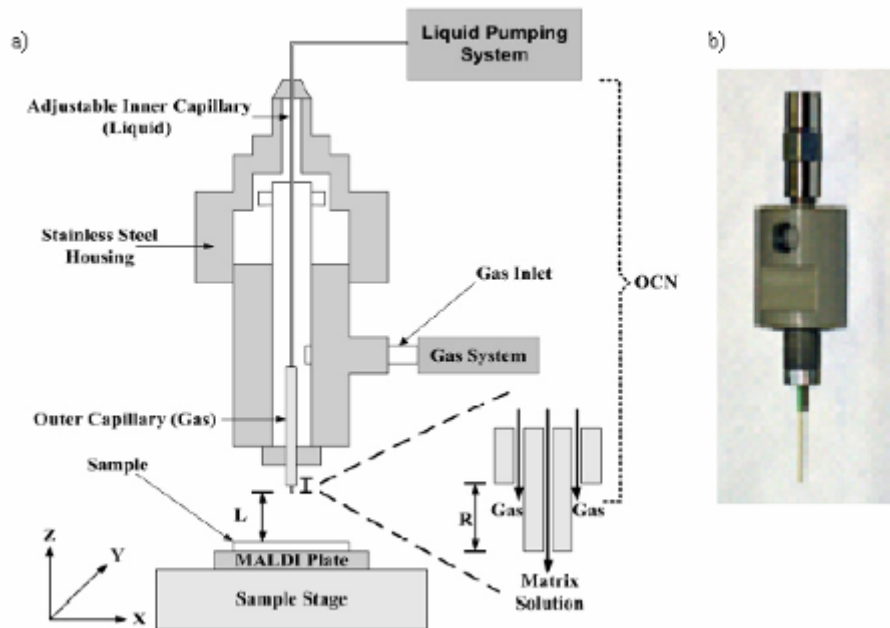 a)
b)
Liquid Pumping
System
Adjustable Inner Capillary
(Liquid)
Stainless Steel
Housing
Gas Inlet
OCN
Gas System
Outer Capillary (Gas)
Sample
L
R
Gas
Gas
Z
Y
X
MALDI Plate
Sample Stage
Matrix
Solution